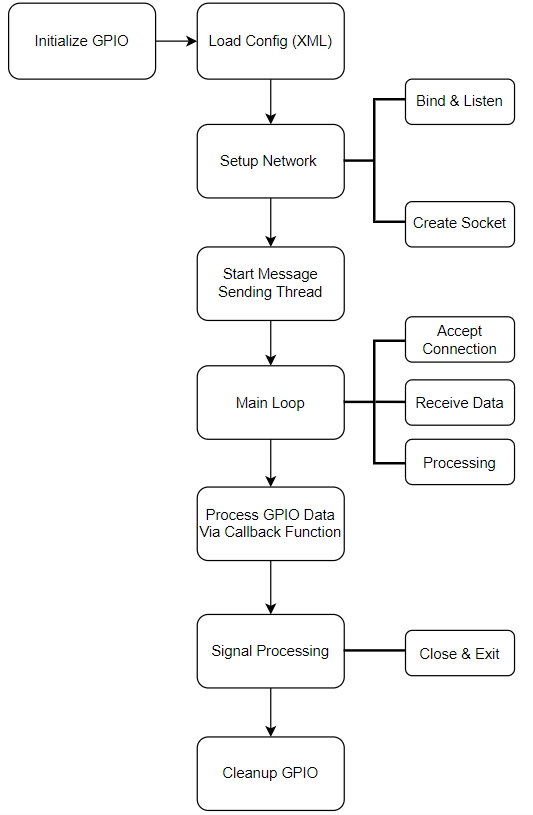 Initialize GPIO
Load Config (XML)
Bind & Listen
Setup Network
Create Socket
Start Message
Sending Thread
Accept
Connection
Main Loop
Receive Data
Processing
Process GPIO Data
Via Callback Function
Signal Processing
Close & Exit
Cleanup GPIO